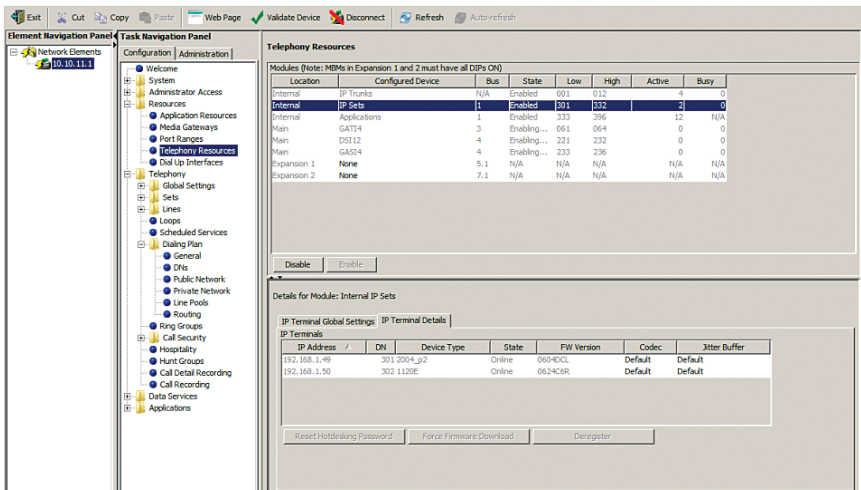 Exit Cut Copy Paste Web Page Validate Device Disconnect Refresh Auto-refresh
Element Navigation Panel
Network Elements
10.10.11.1
Task Navigation Panel
Configuration Administration
Welcome
System
Administrator Access
Resources
Application Resources
Media Gateways
Port Ranges
Telephony Resources
Dial Up Interfaces
Telephony
Global Settings
Sets
Lines
Loops
Scheduled Services
Dialing Plan
General
DNs
Public Network
Private Network
Line Pools
Routing
Ring Groups
Call Security
Hospitality
Hunt Groups
Call Detail Recording
Call Recording
Data Services
Applications
Telephony Resources
Modules (Note: MBMs in Expansion 1 and 2 must have all DIPs ON)
Location Configured Device Bus State Low High Active Busy
Internal IP Trunks N/A Enabled 001 012 4 0
Internal IP Sets 1 Enabled 301 332 2 0
Internal Applications 1 Enabled 333 396 12 N/A
Main GATI4 3 Enabling... 061 064 0 0
Main DSI12 4 Enabling... 221 232 0 0
Main GASI4 4 Enabling... 233 236 0 0
Expansion 1 None 5.1 N/A N/A N/A N/A N/A
Expansion 2 None 7.1 N/A N/A N/A N/A N/A
Disable Enable
Details for Module: Internal IP Sets
IP Terminal Global Settings IP Terminal Details
IP Terminals
IP Address DN Device Type State FW Version Codec Jitter Buffer
192.168.1.49 301 2004_p2 Online 0604DCL Default Default
192.168.1.50 302 1120E Online 0624C6R Default Default
Reset Hotdesking Password Force Firmware Download Deregister